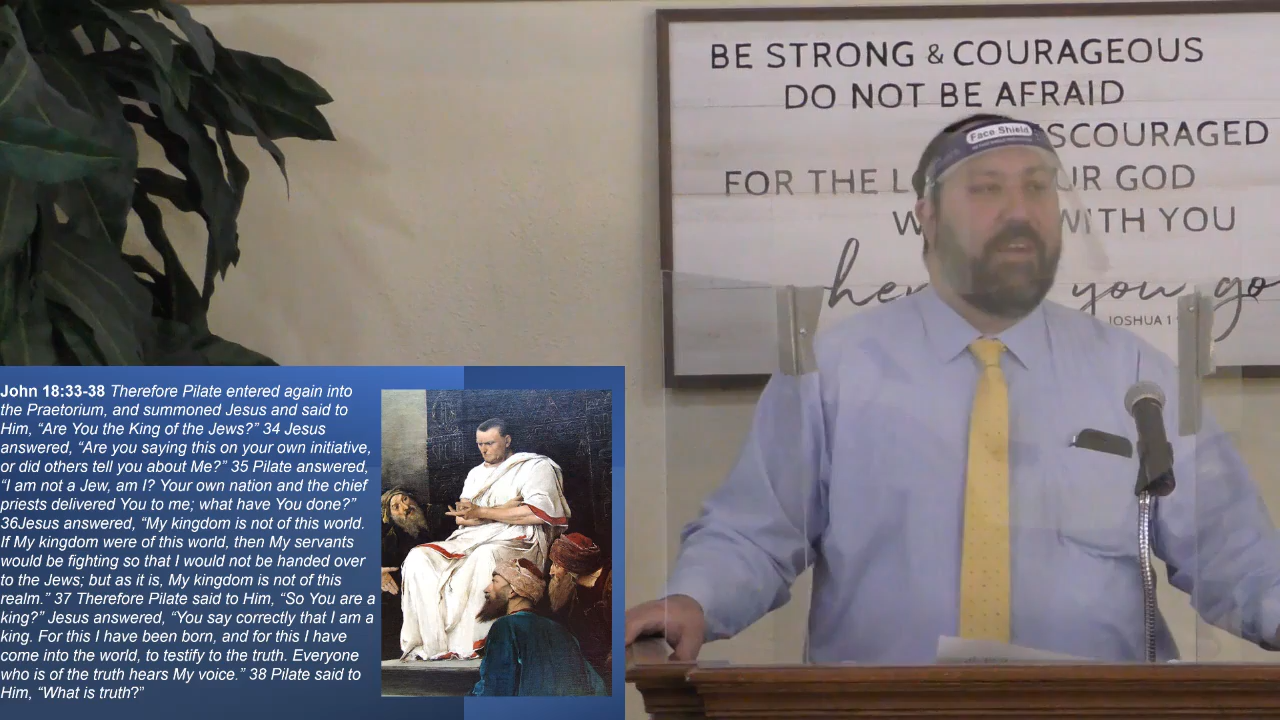 BE STRONG & COURAGEOUS
DO NOT BE AFRAID
SCOURAGED
FOR THE L UR GOD
W WITH YOU
her you go
JOSHUA 1
Face Shield
John 18:33-38 Therefore Pilate entered again into
the Praetorium, and summoned Jesus and said to
Him, “Are You the King of the Jews?” 34 Jesus
answered, “Are you saying this on your own initiative,
or did others tell you about Me?” 35 Pilate answered,
“I am not a Jew, am I? Your own nation and the chief
priests delivered You to me; what have You done?”
36Jesus answered, “My kingdom is not of this world.
If My kingdom were of this world, then My servants
would be fighting so that I would not be handed over
to the Jews; but as it is, My kingdom is not of this
realm.” 37 Therefore Pilate said to Him, “So You are a
king?” Jesus answered, “You say correctly that I am a
king. For this I have been born, and for this I have
come into the world, to testify to the truth. Everyone
who is of the truth hears My voice.” 38 Pilate said to
Him, “What is truth?”